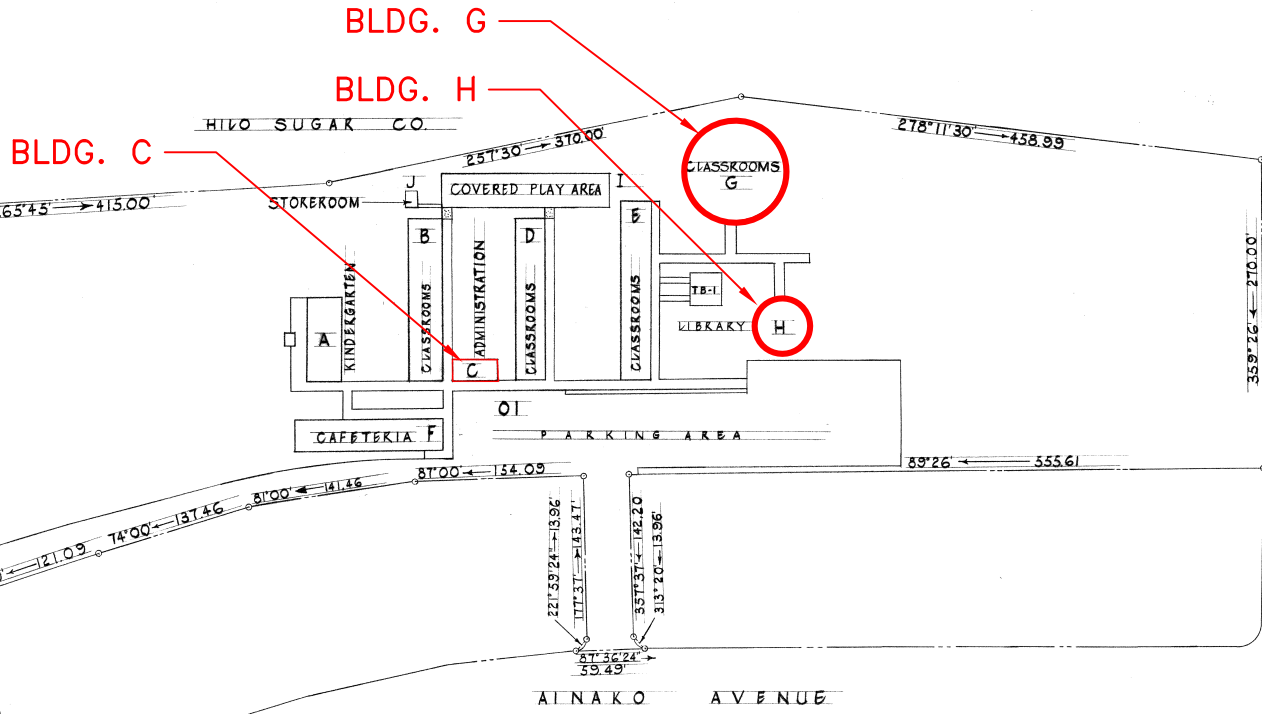 BLDG. G
BLDG. H
HILO SUGAR CO.
257°30' 370.00'
278°11'30" 458.99
BLDG. C
CLASSROOMS
G
J
COVERED PLAY AREA
I
65°45' 415.00'
STOREROOM
B
D
E
359°26' 270.00'
KINDERGARTEN
CLASSROOMS
ADMINISTRATION
CLASSROOMS
CLASSROOMS
TB-1
LIBRARY
H
A
C
01
CAFETERIA F
PARKING AREA
87°00' 154.09
89°26' 555.61
81°00' 141.46
74°00' 137.46
121.09
221°59'24" 13.96'
177°37' 143.47'
357°37' 142.20
313°20' 13.96'
87°36'24"
59.49'
AINAKO AVENUE